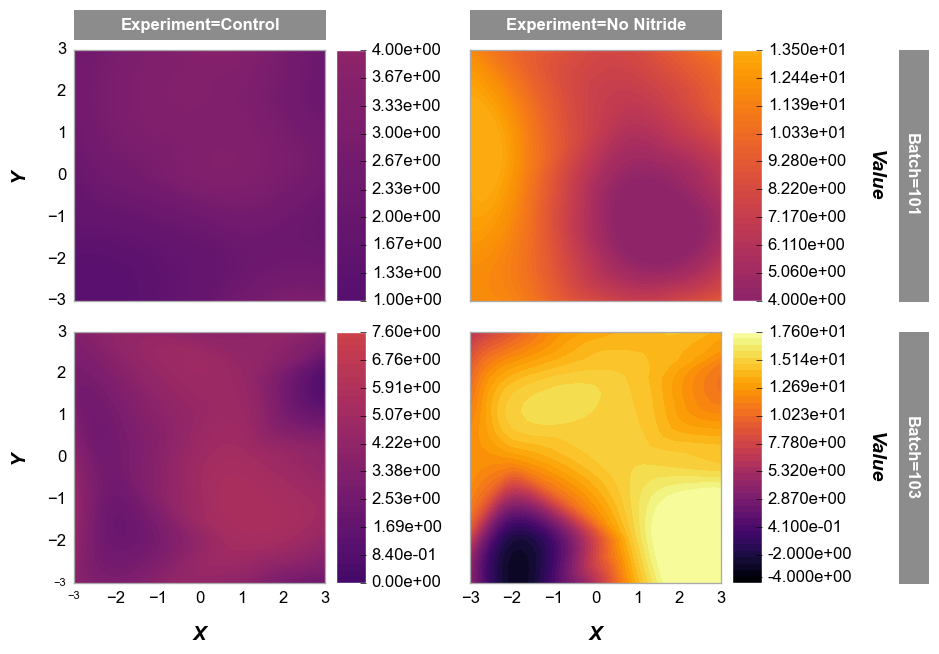 Experiment=Control
Experiment=No Nitride
3
2
1
0
−1
−2
−3
Y
4.00e+00
3.67e+00
3.33e+00
3.00e+00
2.67e+00
2.33e+00
2.00e+00
1.67e+00
1.33e+00
1.00e+00
1.350e+01
1.244e+01
1.139e+01
1.033e+01
9.280e+00
8.220e+00
7.170e+00
6.110e+00
5.060e+00
4.000e+00
Value
Batch=101
3
2
1
0
−1
−2
−3
Y
7.60e+00
6.76e+00
5.91e+00
5.07e+00
4.22e+00
3.38e+00
2.53e+00
1.69e+00
8.40e-01
0.00e+00
1.760e+01
1.514e+01
1.269e+01
1.023e+01
7.780e+00
5.320e+00
2.870e+00
4.100e-01
-2.000e+00
-4.000e+00
Value
Batch=103
−3 −2 −1 0 1 2 3
−3 −2 −1 0 1 2 3
X
X